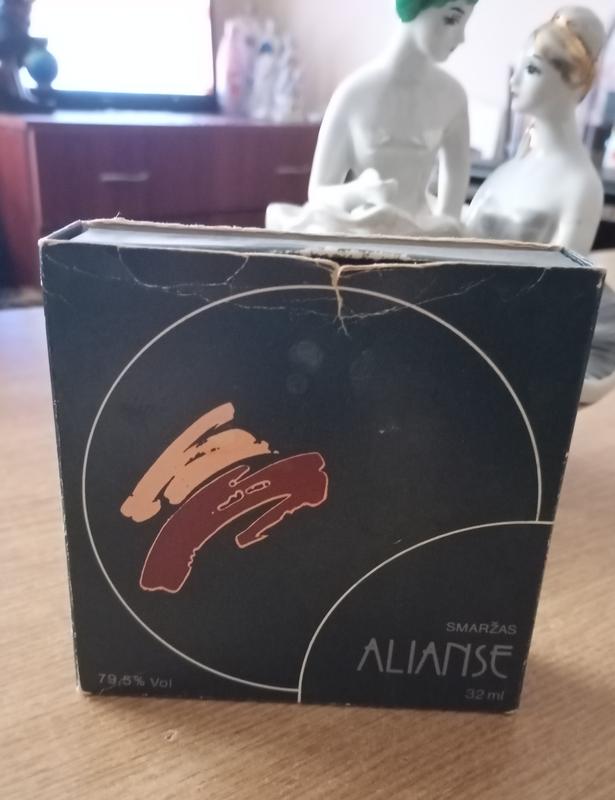 SMARŽAS
ALIANSE
79,5% Vol
32 ml